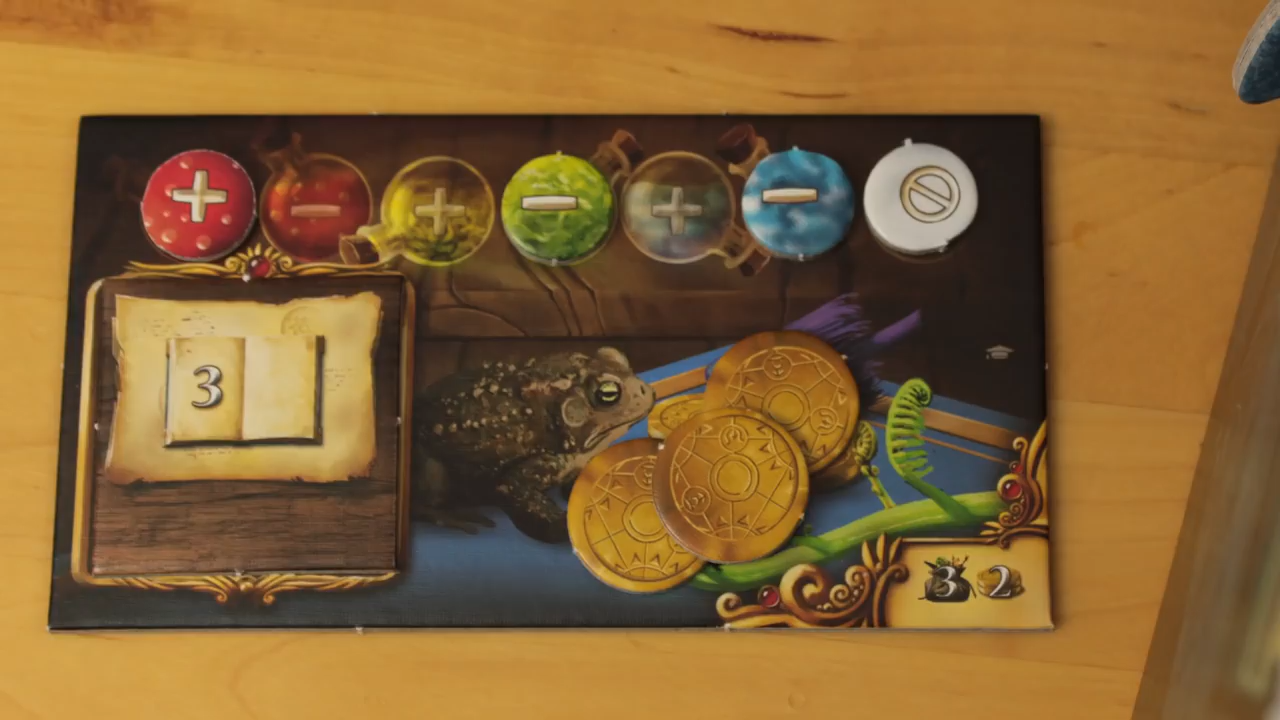 + − + − + −
3
3 2